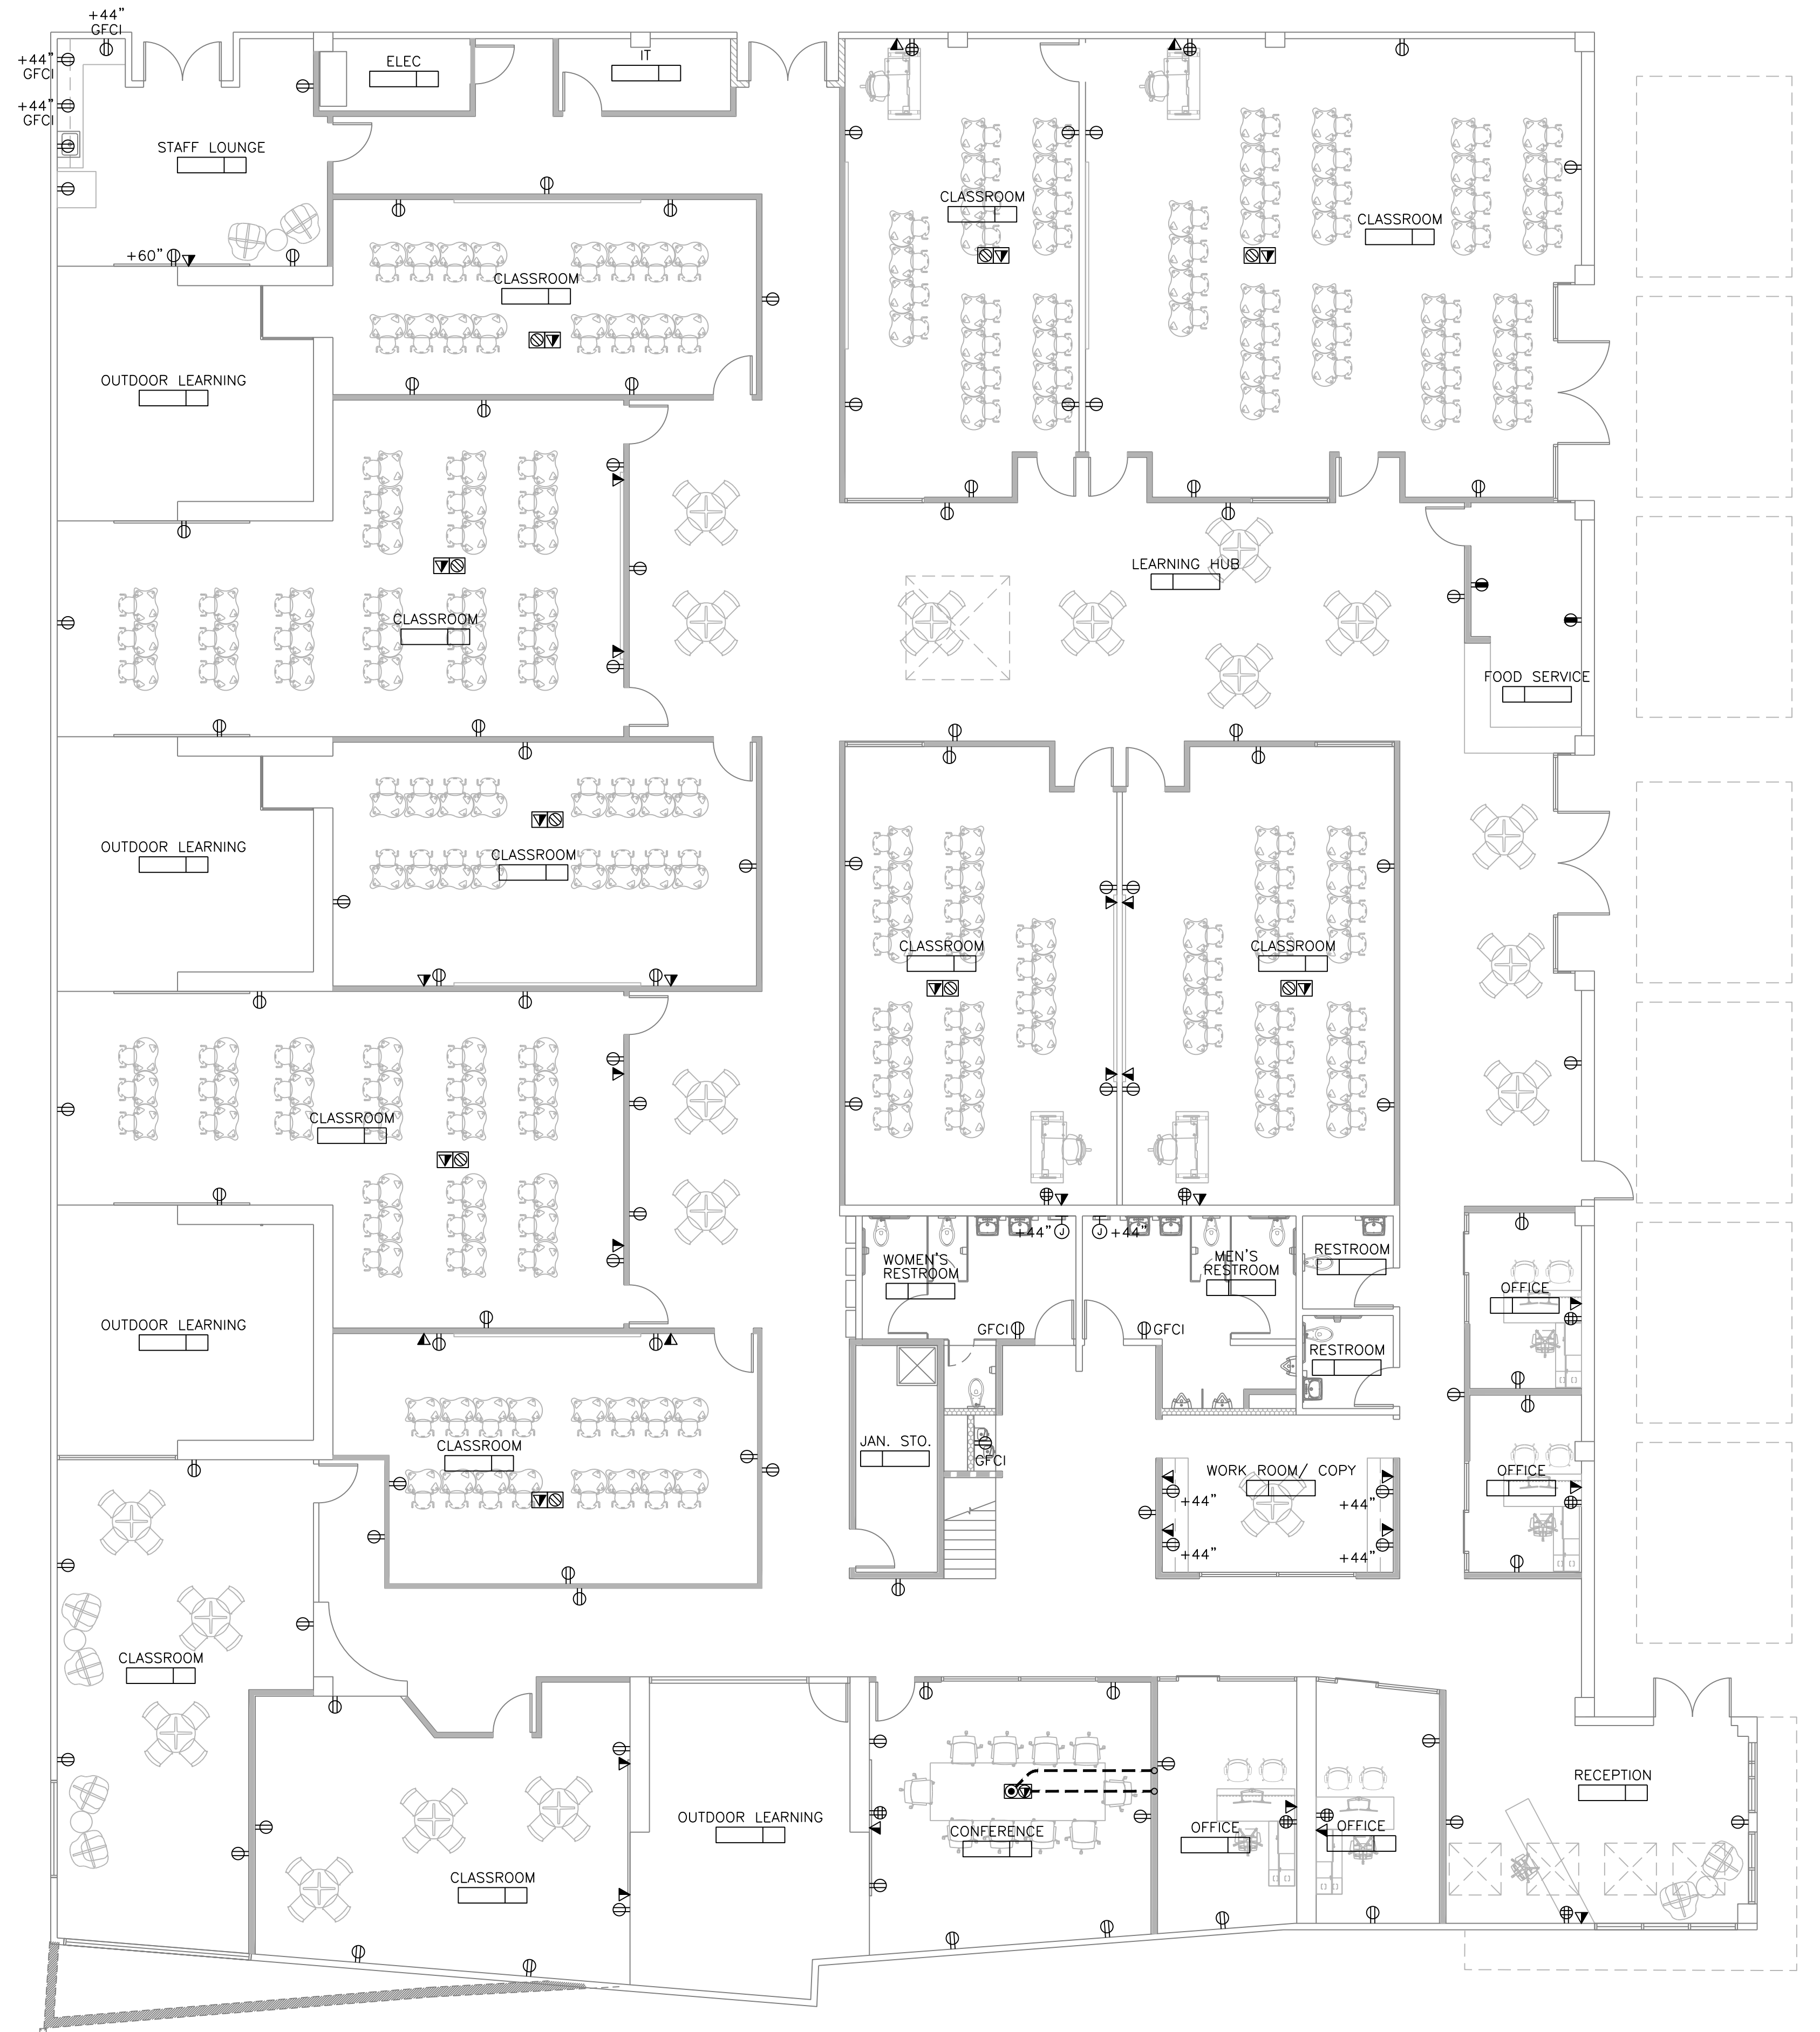 +44"
GFCI
+44"
GFCI
ELEC
IT
+44"
GFCI
STAFF LOUNGE
CLASSROOM
CLASSROOM
+60"
CLASSROOM
OUTDOOR LEARNING
LEARNING HUB
CLASSROOM
FOOD SERVICE
OUTDOOR LEARNING
CLASSROOM
CLASSROOM
CLASSROOM
CLASSROOM
+44"
J
J
+44"
WOMEN'S
RESTROOM
MEN'S
RESTROOM
RESTROOM
OFFICE
OUTDOOR LEARNING
GFCI
GFCI
RESTROOM
CLASSROOM
JAN. STO.
GFCI
WORK ROOM/ COPY
OFFICE
+44"
+44"
+44"
+44"
CLASSROOM
RECEPTION
OUTDOOR LEARNING
CONFERENCE
OFFICE
OFFICE
CLASSROOM